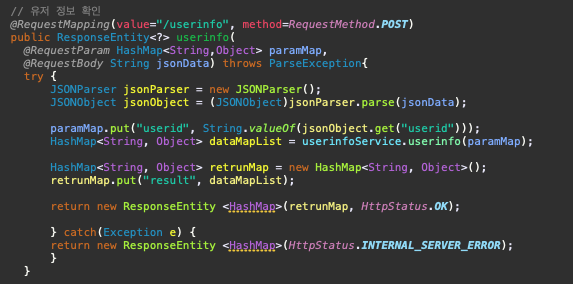 // 유저 정보 확인
@RequestMapping(value="/userinfo", method=RequestMethod.POST)
public ResponseEntity<?> userinfo(
@RequestParam HashMap<String,Object> paramMap,
@RequestBody String jsonData) throws ParseException{
try {
JSONParser jsonParser = new JSONParser();
JSONObject jsonObject = (JSONObject)jsonParser.parse(jsonData);
paramMap.put("userid", String.valueOf(jsonObject.get("userid")));
HashMap<String, Object> dataMapList = userinfoService.userinfo(paramMap);
HashMap<String, Object> retrunMap = new HashMap<String, Object>();
retrunMap.put("result", dataMapList);
return new ResponseEntity <HashMap>(retrunMap, HttpStatus.OK);
} catch(Exception e) {
return new ResponseEntity <HashMap>(HttpStatus.INTERNAL_SERVER_ERROR);
}
}